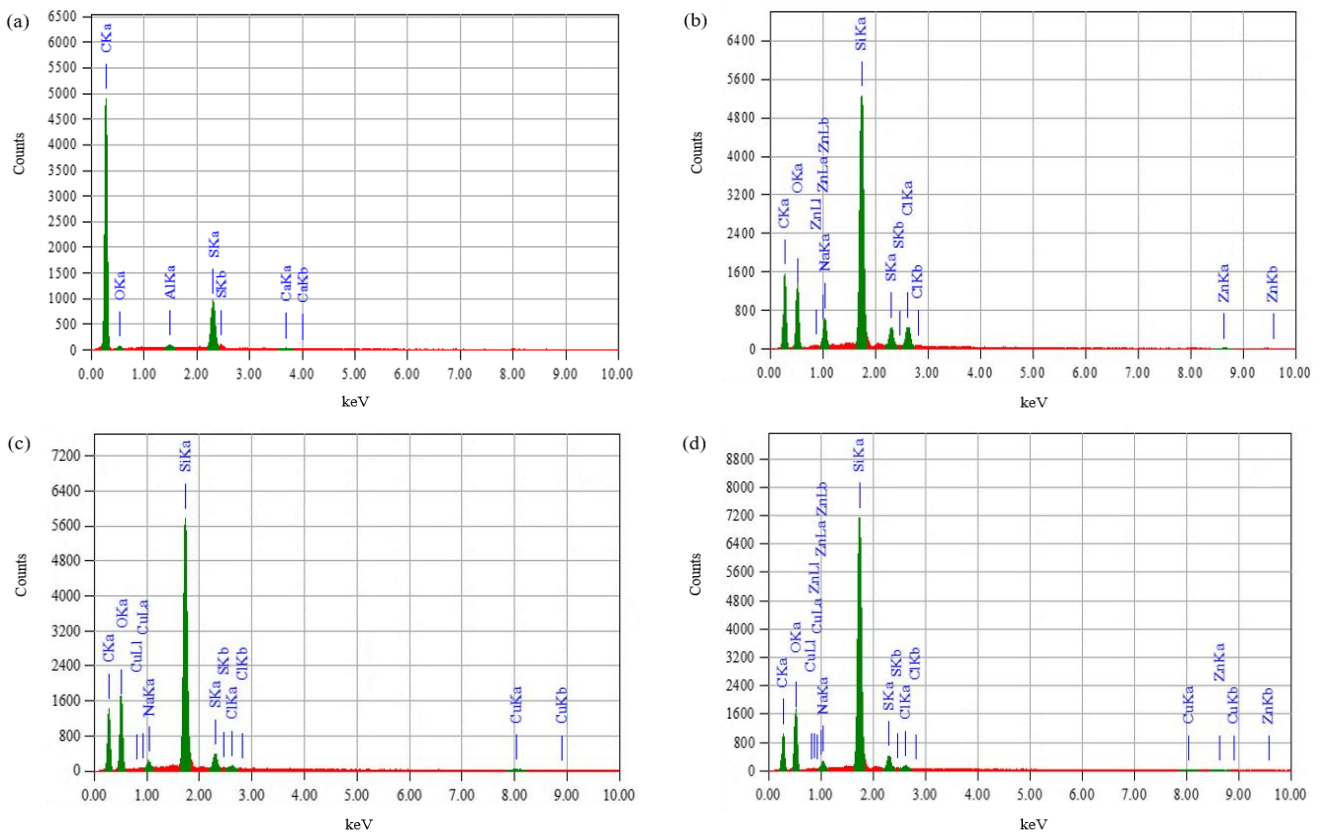 (a)
6500
6000
5500
5000
4500
4000
3500
3000
2500
2000
1500
1000
500
0
Counts
CKa
OKa
AlKa
SKa
SKb
CaKa
CaKb
0.00 1.00 2.00 3.00 4.00 5.00 6.00 7.00 8.00 9.00 10.00
keV
(b)
6400
5600
4800
4000
3200
2400
1600
800
0
Counts
CKa
OKa
ZnLl
NaKa
ZnLa ZnLb
SiKa
SKa
SKb
ClKa
ClKb
ZnKa
ZnKb
0.00 1.00 2.00 3.00 4.00 5.00 6.00 7.00 8.00 9.00 10.00
keV
(c)
7200
6400
5600
4800
4000
3200
2400
1600
800
0
Counts
CKa
OKa
CuLl
CuLa
NaKa
SiKa
SKa
SKb
ClKa
ClKb
CuKa
CuKb
0.00 1.00 2.00 3.00 4.00 5.00 6.00 7.00 8.00 9.00 10.00
keV
(d)
8800
8000
7200
6400
5600
4800
4000
3200
2400
1600
800
0
Counts
CKa
OKa
CuLl
CuLa
ZnLl
NaKa
ZnLa ZnLb
SiKa
SKa
SKb
ClKa
ClKb
CuKa
ZnKa
CuKb
ZnKb
0.00 1.00 2.00 3.00 4.00 5.00 6.00 7.00 8.00 9.00 10.00
keV